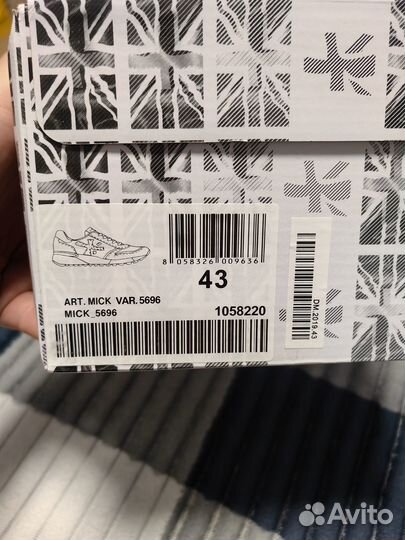 8 058326 009636
43
ART. MICK VAR.5696
MICK_5696
1058220
DM.2019.43
Avito